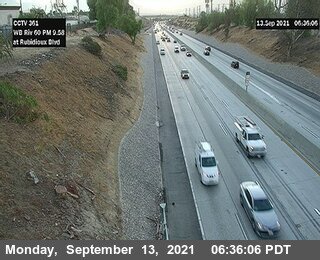 CCTV 361
WB Riv 60 PM 9.58
at Rubidioux Blvd
13.Sep 2021 06:36:06
Monday, September 13, 2021 06:36:06 PDT